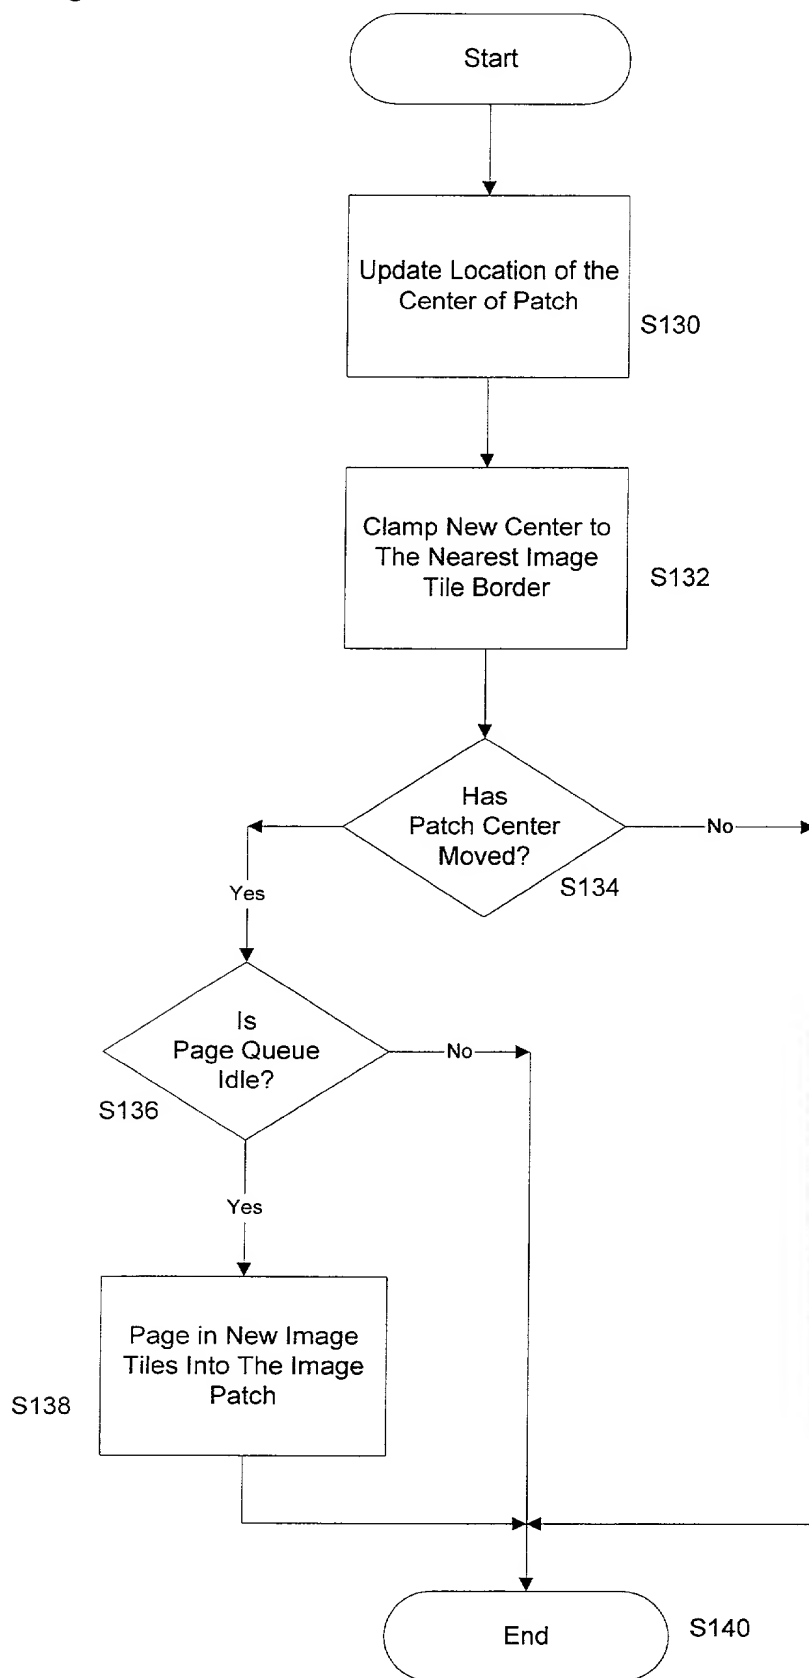 Start
Update Location of the
Center of Patch
S130
Clamp New Center to
The Nearest Image
Tile Border
S132
Has
Patch Center
Moved?
No
S134
Yes
Is
Page Queue
Idle?
No
S136
Yes
Page in New Image
Tiles Into The Image
Patch
S138
End
S140